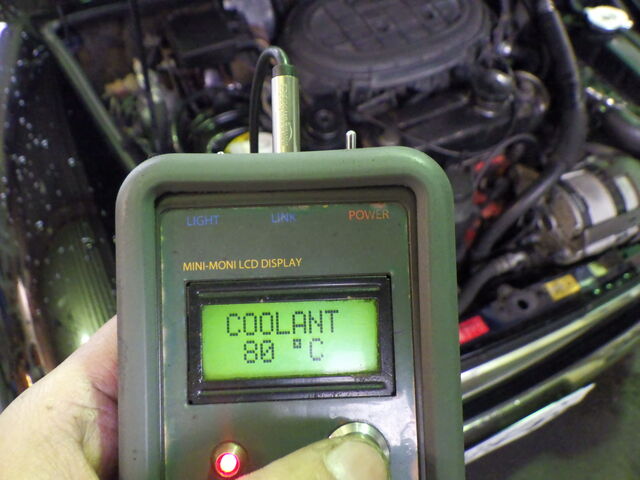 LIGHT LINK POWER
MINI-MONI LCD DISPLAY
COOLANT
80 °C